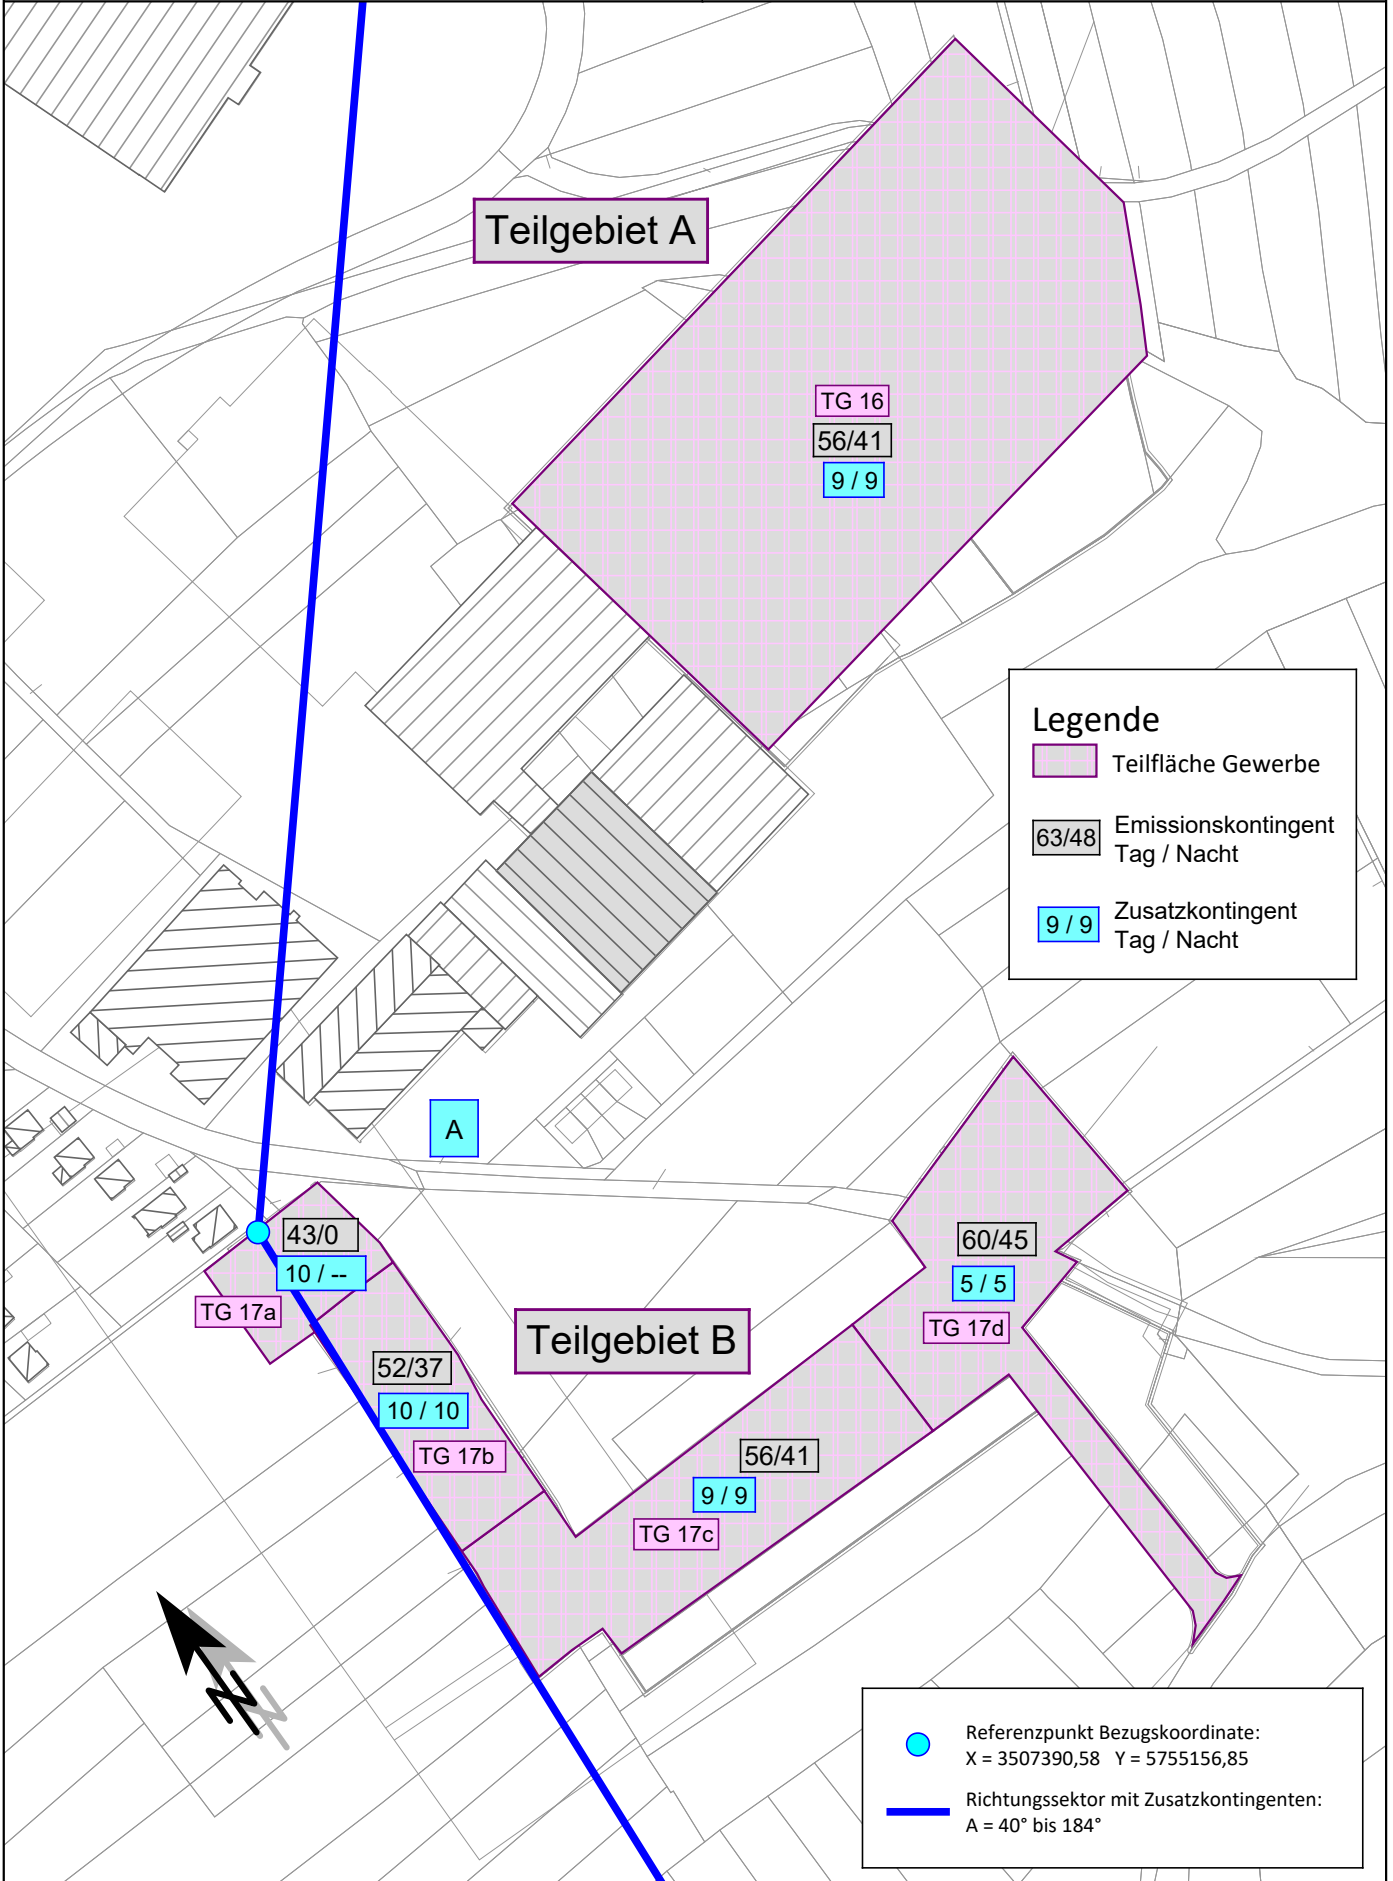 Teilgebiet A
TG 16
56/41
9 / 9
Legende
Teilfläche Gewerbe
63/48
Emissionskontingent
Tag / Nacht
9 / 9
Zusatzkontingent
Tag / Nacht
A
43/0
10 / --
TG 17a
52/37
10 / 10
TG 17b
Teilgebiet B
56/41
9 / 9
TG 17c
60/45
5 / 5
TG 17d
N
Referenzpunkt Bezugskoordinate:
X = 3507390,58 Y = 5755156,85
Richtungssektor mit Zusatzkontingenten:
A = 40° bis 184°